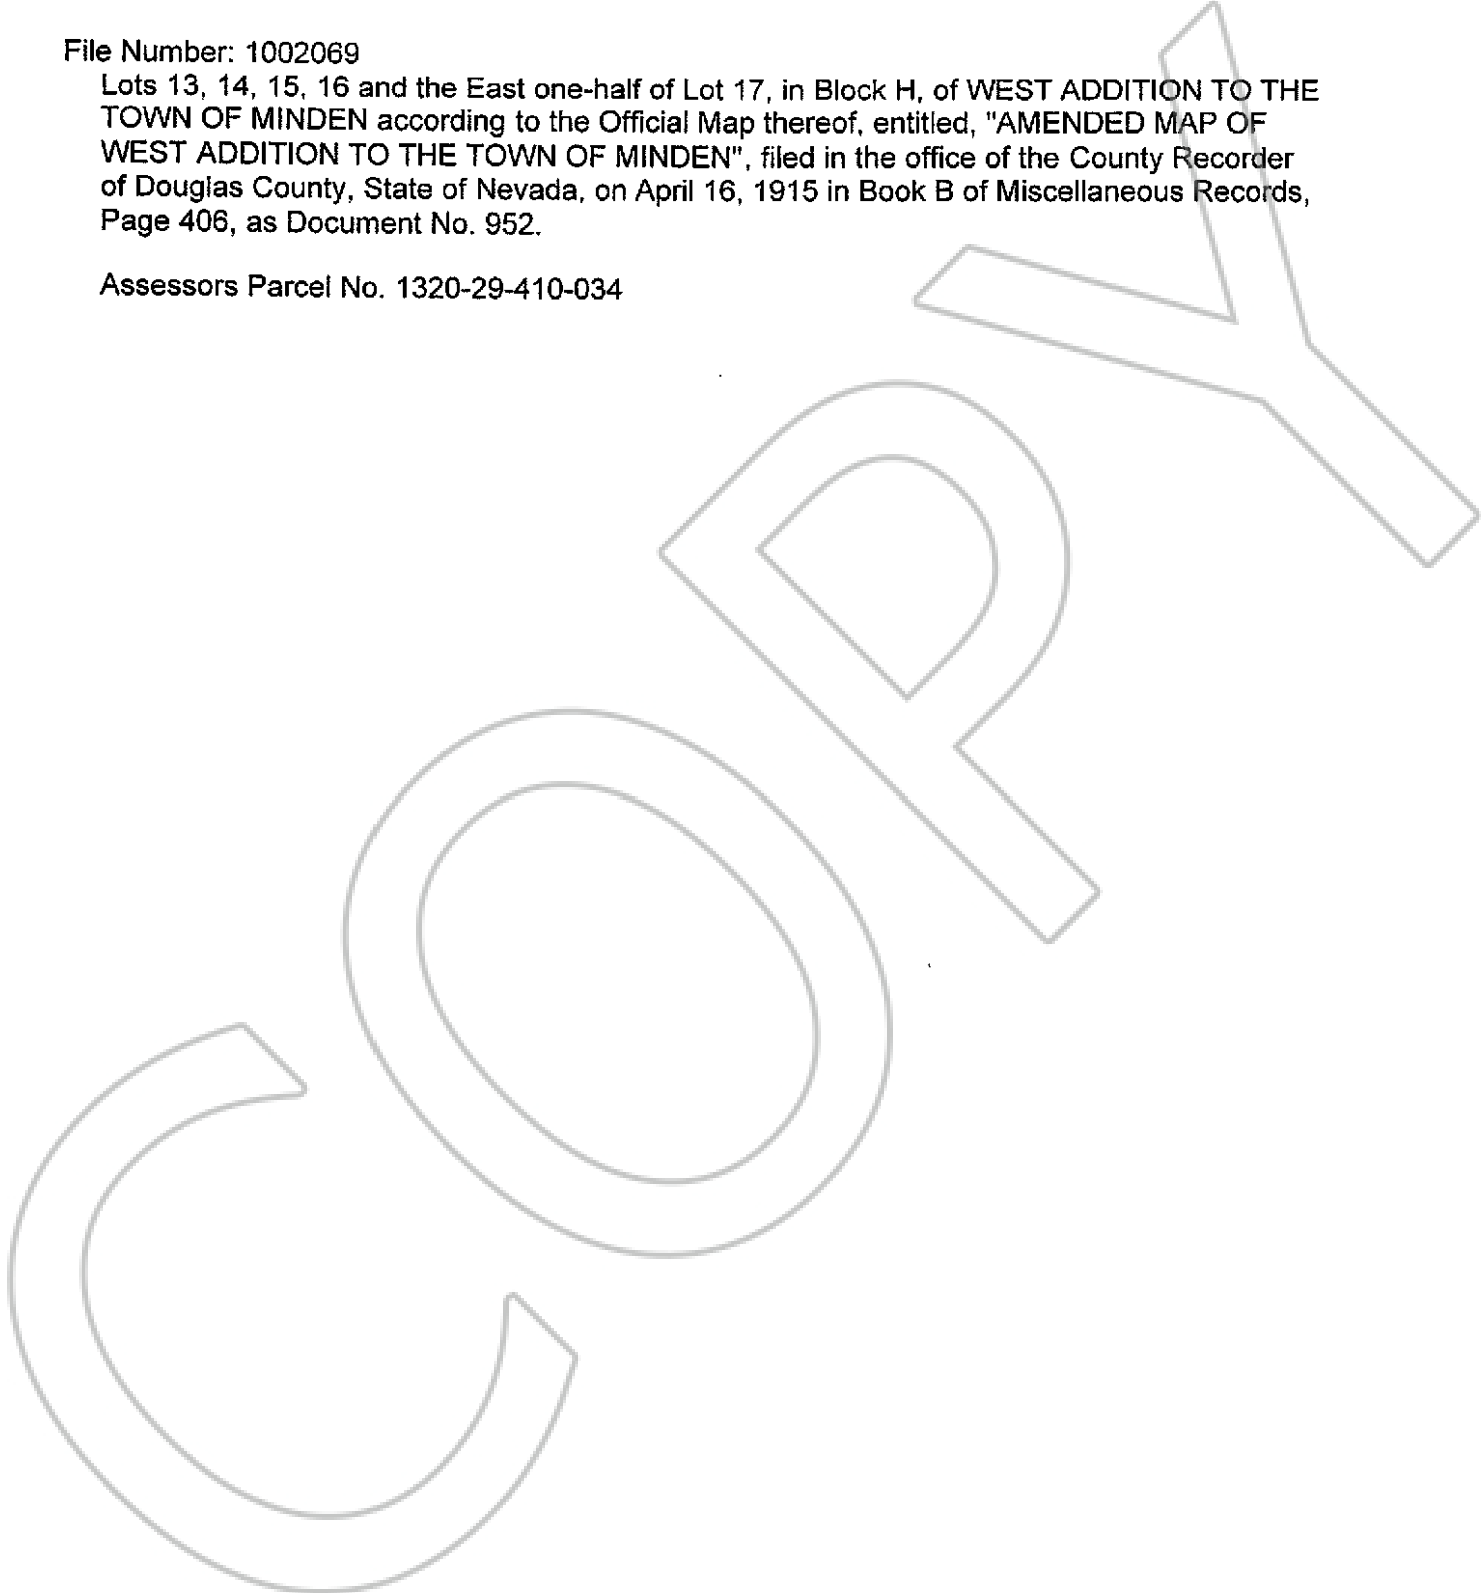 File Number: 1002069
Lots 13, 14, 15, 16 and the East one-half of Lot 17, in Block H, of WEST ADDITION TO THE
TOWN OF MINDEN according to the Official Map thereof, entitled, "AMENDED MAP OF
WEST ADDITION TO THE TOWN OF MINDEN", filed in the office of the County Recorder
of Douglas County, State of Nevada, on April 16, 1915 in Book B of Miscellaneous Records,
Page 406, as Document No. 952.
Assessors Parcel No. 1320-29-410-034
COPY